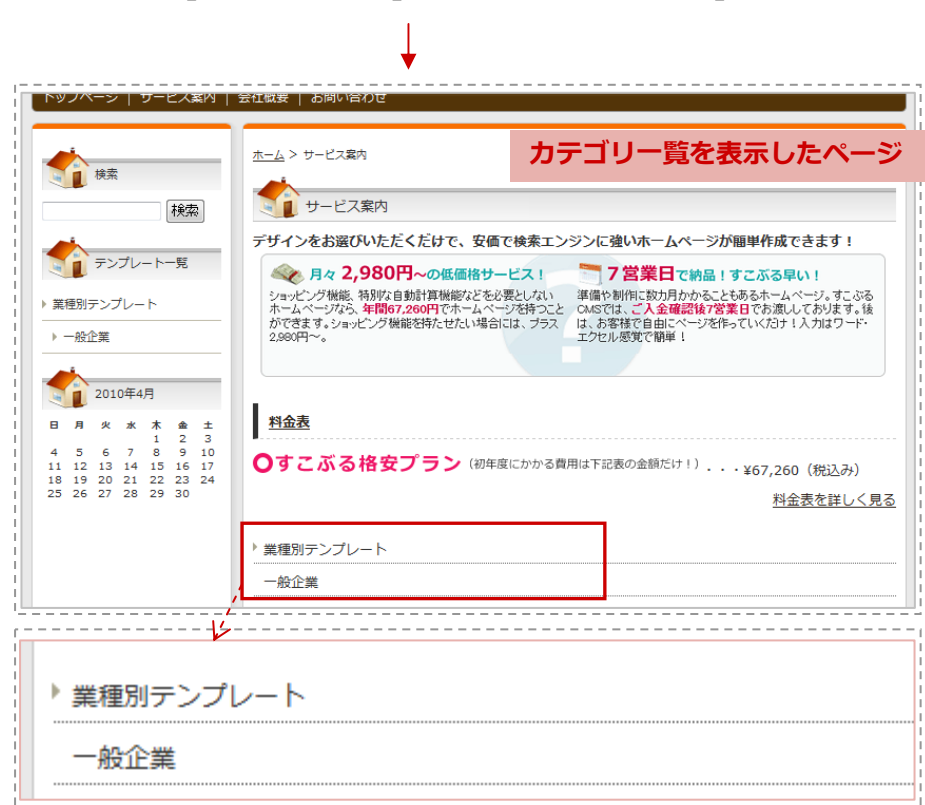 トップページ | サービス案内 | 会社概要 | お問い合わせ
カテゴリー覧を表示したページ
検索
検索
テンプレート一覧
業種別テンプレート
一般企業
2010年4月
日 月 火 水 木 金 土
1 2 3
4 5 6 7 8 9 10
11 12 13 14 15 16 17
18 19 20 21 22 23 24
25 26 27 28 29 30
ホーム > サービス案内
サービス案内
デザインをお選びいただくだけで、安価で検索エンジンに強いホームページが簡単作成できます！
月々 2,980円～の低価格サービス！
ショッピング機能、特別な自動計算機能などを必要としない
ホームページなら、年間67,260円でホームページを持つこと
ができます。ショッピング機能を持たせたい場合には、プラス
2,980円～。
７営業日で納品！すこぶる早い！
準備や制作に数カ月かかることもあるホームページ。すこぶる
CMSでは、ご入金確認後7営業日でお渡ししております。後
は、お客様で自由にページを作っていくだけ！入力はワード・
エクセル感覚で簡単！
料金表
すこぶる格安プラン（初年度にかかる費用は下記表の金額だけ！）・・・¥67,260（税込み）
料金表を詳しく見る
業種別テンプレート
一般企業
業種別テンプレート
一般企業